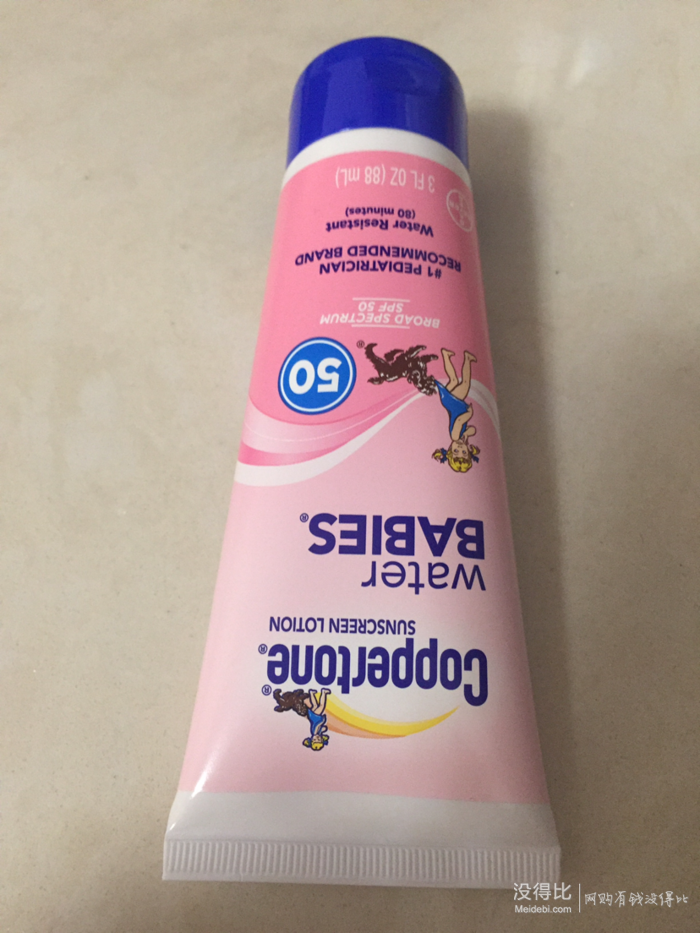 Coppertone®
SUNSCREEN LOTION
water
BABIES®
50
BROAD SPECTRUM
SPF 50
#1 PEDIATRICIAN
RECOMMENDED BRAND
Water Resistant
(80 minutes)
3 FL OZ (88 mL)
没得比
Meidebi.com
网购有钱没得比